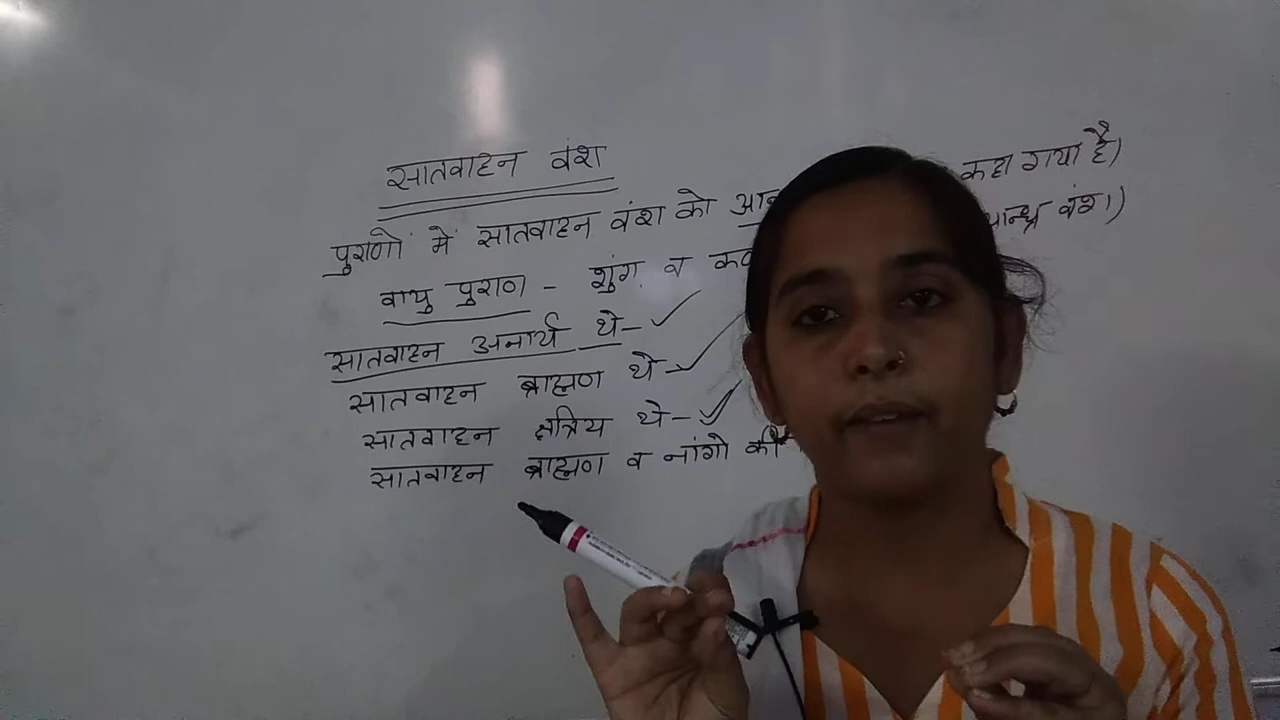 सातवाहन वंश
पुराणों में सातवाहन वंश को कहा गया है)
वायु पुराण - शुंग व वंश।)
सातवाहन अनार्य थे- ✓
सातवाहन ब्राह्मण थे- ✓
सातवाहन क्षत्रिय थे- ✓
सातवाहन ब्राह्मण व नांगो की